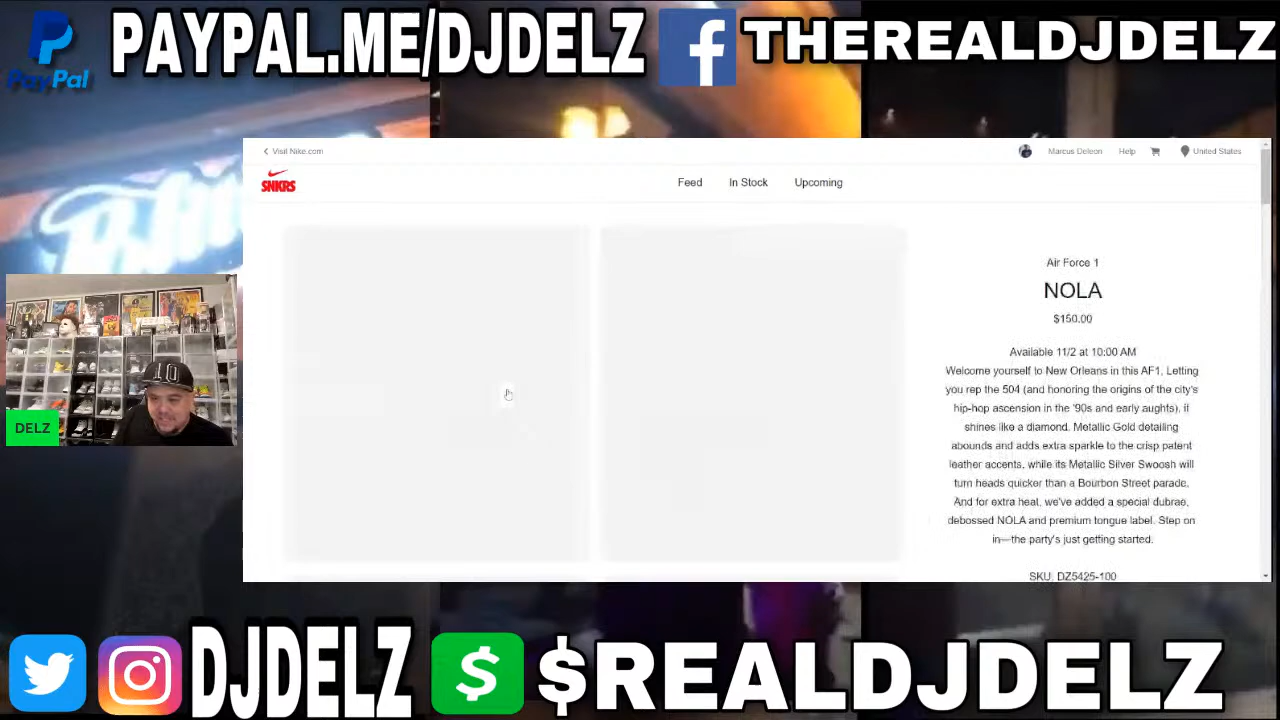 PayPal
PAYPAL.ME/DJDELZ
THEREALDJDELZ
Visit Nike.com
Marcus Deleon
Help
United States
SNKRS
Feed
In Stock
Upcoming
Air Force 1
NOLA
$150.00
Available 11/2 at 10:00 AM
Welcome yourself to New Orleans in this AF1. Letting
you rep the 504 (and honoring the origins of the city's
hip-hop ascension in the '90s and early aughts), it
shines like a diamond. Metallic Gold detailing
abounds and adds extra sparkle to the crisp patent
leather accents, while its Metallic Silver Swoosh will
turn heads quicker than a Bourbon Street parade.
And for extra heat, we've added a special dubrae,
debossed NOLA and premium tongue label. Step on
in—the party's just getting started.
SKU: DZ5425-100
10
DELZ
DJDELZ
$REALDJDELZ